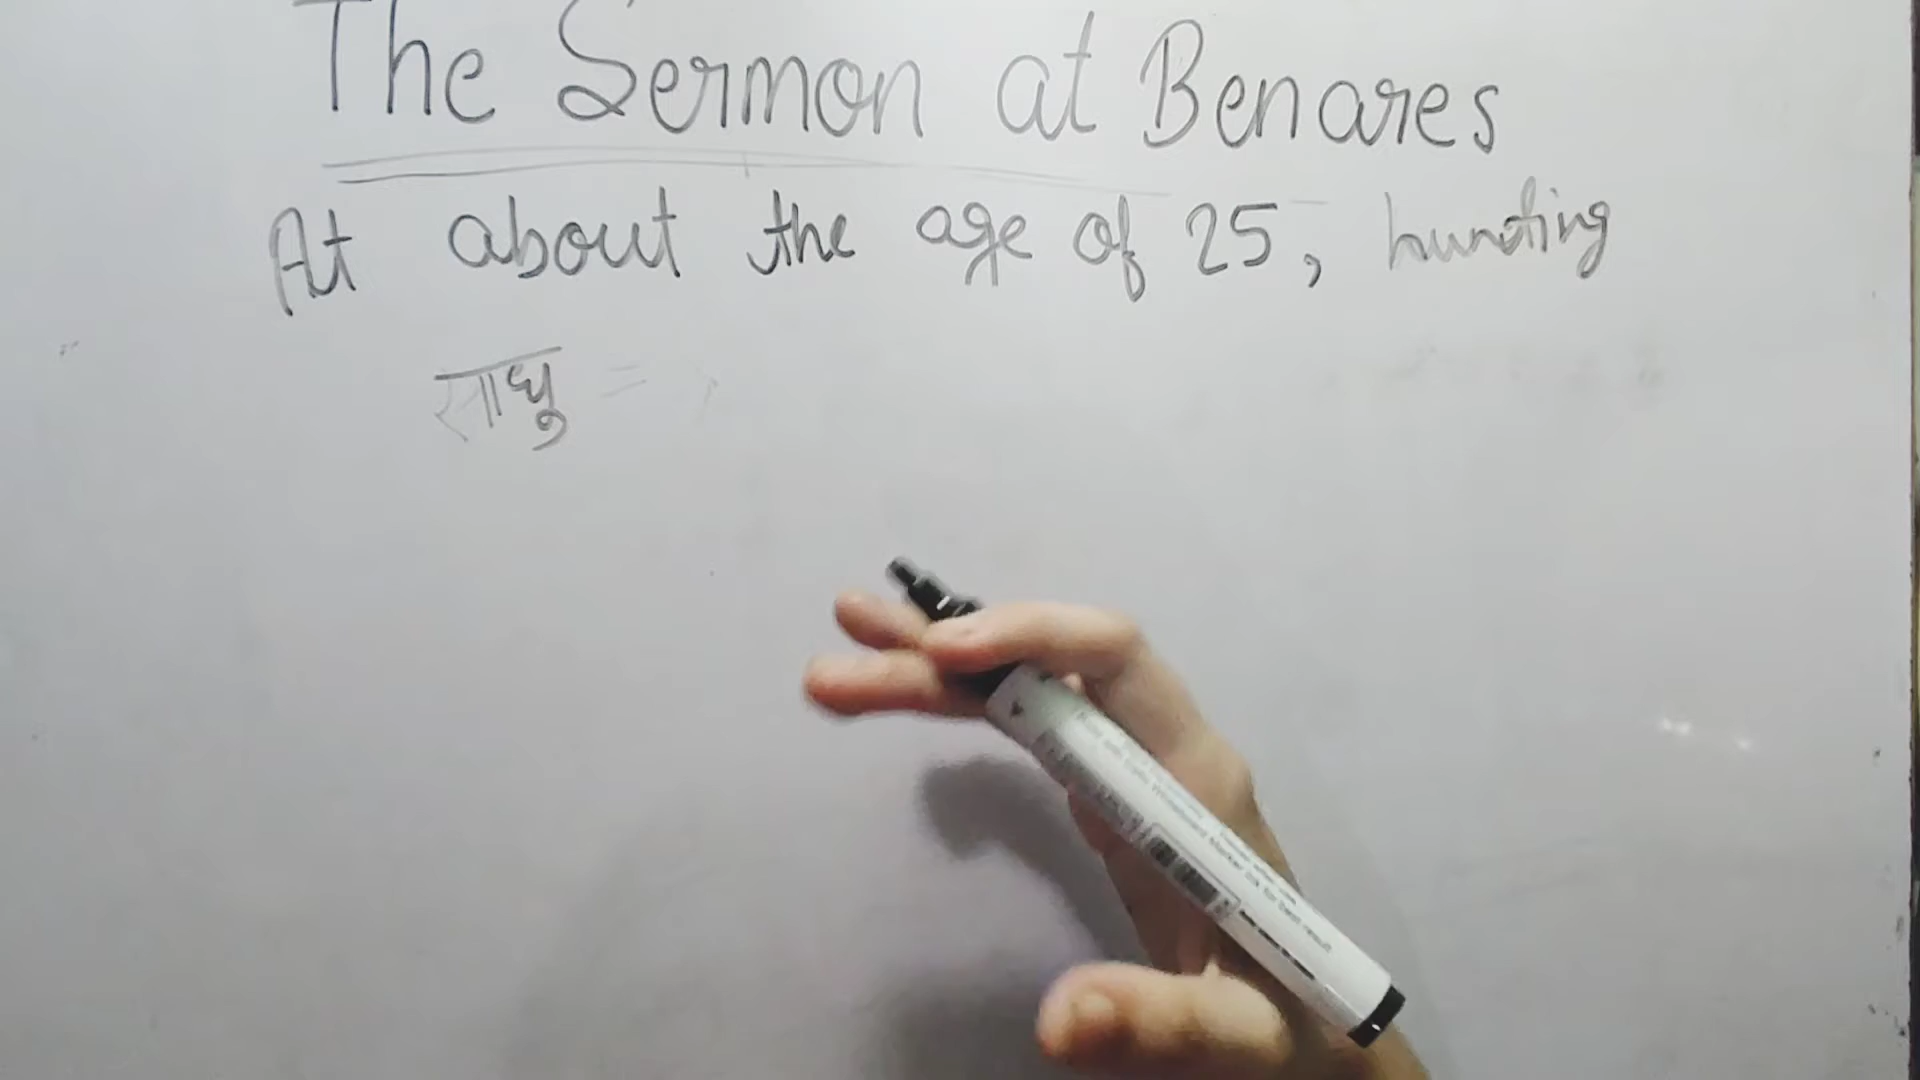 The Sermon at Benares
At about the age of 25, hunting
साधु =